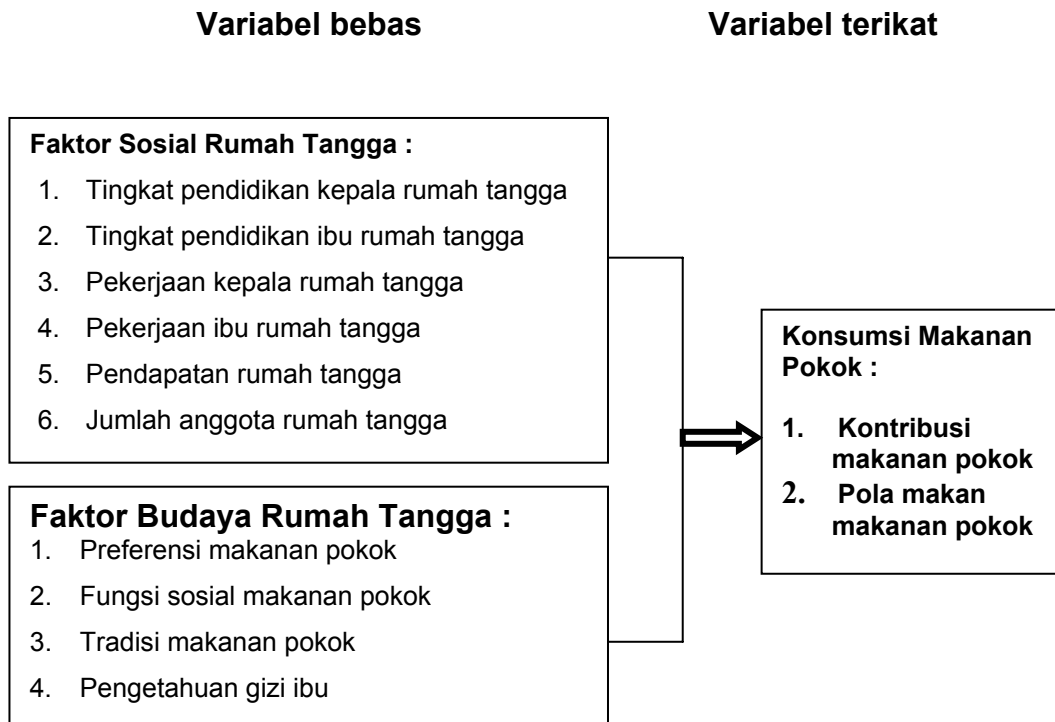 Variabel bebas
Variabel terikat
Faktor Sosial Rumah Tangga :
1. Tingkat pendidikan kepala rumah tangga
2. Tingkat pendidikan ibu rumah tangga
3. Pekerjaan kepala rumah tangga
4. Pekerjaan ibu rumah tangga
5. Pendapatan rumah tangga
6. Jumlah anggota rumah tangga
Faktor Budaya Rumah Tangga :
1. Preferensi makanan pokok
2. Fungsi sosial makanan pokok
3. Tradisi makanan pokok
4. Pengetahuan gizi ibu
Konsumsi Makanan
Pokok :
1. Kontribusi
makanan pokok
2. Pola makan
makanan pokok